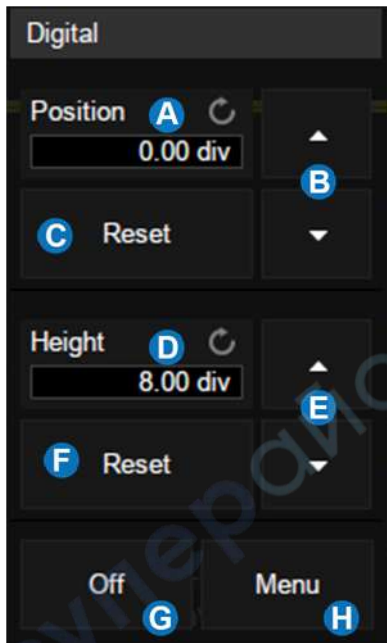 Digital
Position A
0.00 div
B
C Reset
Height D
8.00 div
E
F Reset
Off Menu
G H